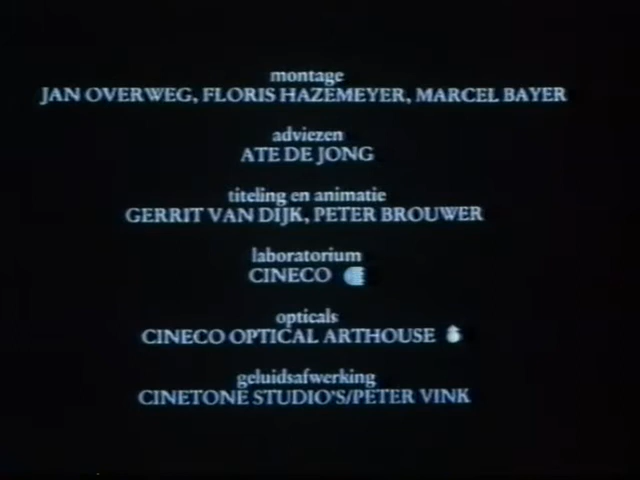 montage
JAN OVERWEG, FLORIS HAZEMEYER, MARCEL BAYER
adviezen
ATE DE JONG
titeling en animatie
GERRIT VAN DIJK, PETER BROUWER
laboratorium
CINECO
opticals
CINECO OPTICAL ARTHOUSE
geluidsafwerking
CINETONE STUDIO'S/PETER VINK